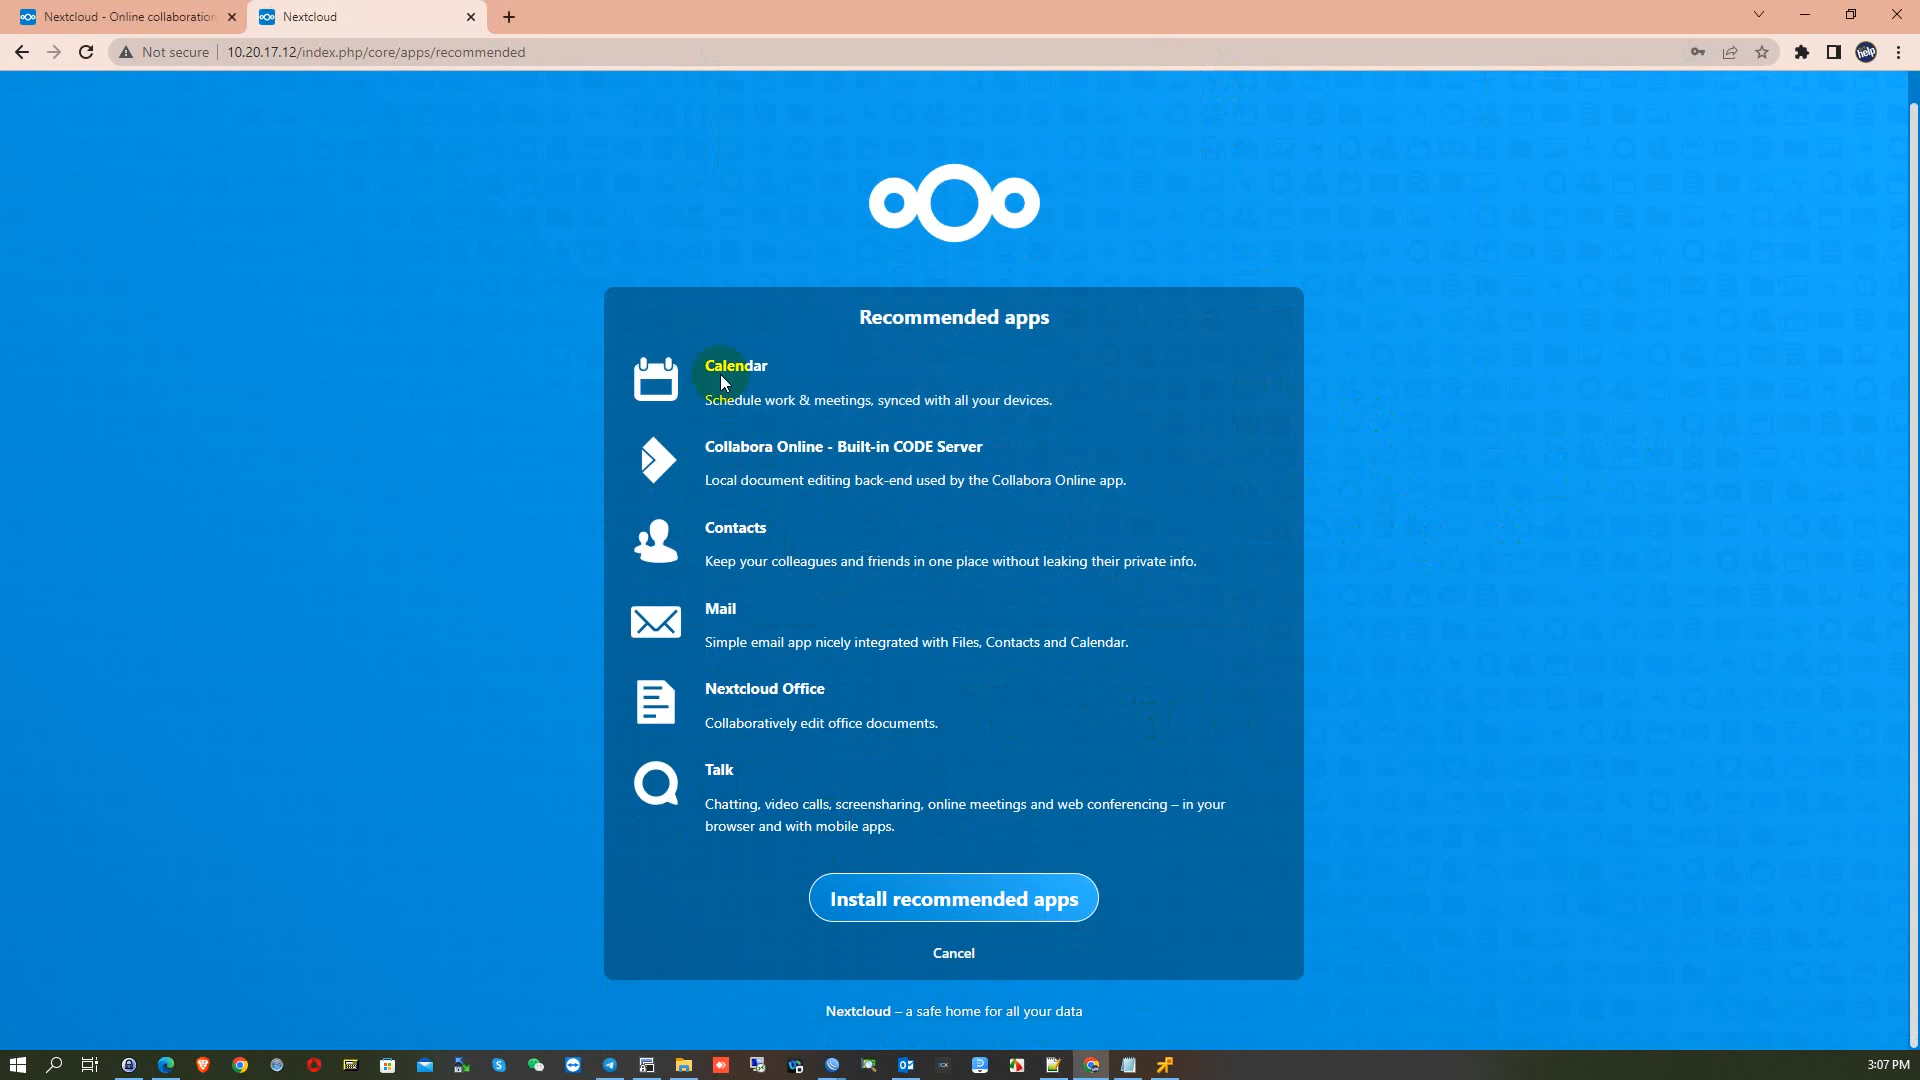 Nextcloud - Online collaboration
Nextcloud
Not secure
10.20.17.12/index.php/core/apps/recommended
help
Recommended apps
Calendar
Schedule work & meetings, synced with all your devices.
Collabora Online - Built-in CODE Server
Local document editing back-end used by the Collabora Online app.
Contacts
Keep your colleagues and friends in one place without leaking their private info.
Mail
Simple email app nicely integrated with Files, Contacts and Calendar.
Nextcloud Office
Collaboratively edit office documents.
Talk
Chatting, video calls, screensharing, online meetings and web conferencing – in your
browser and with mobile apps.
Install recommended apps
Cancel
Nextcloud – a safe home for all your data
3:07 PM